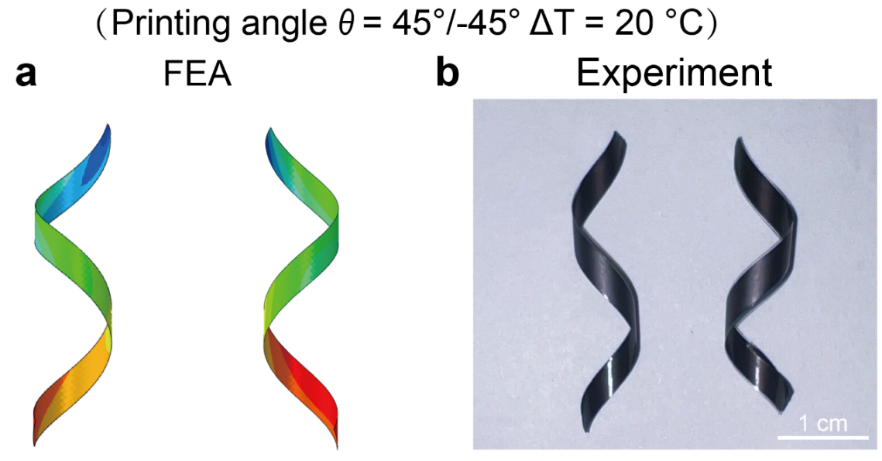 （Printing angle θ = 45°/-45° ΔT = 20 °C）
a FEA b Experiment
1 cm